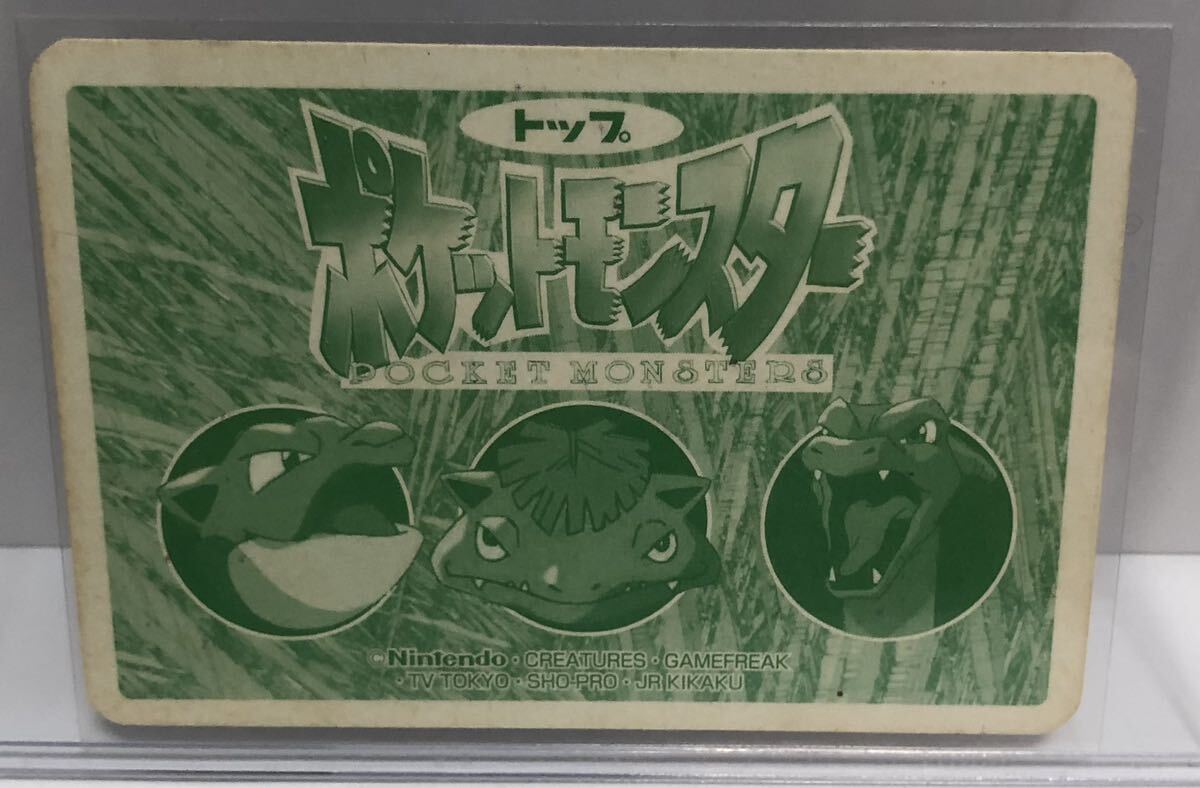 トップ
ポケットモンスター
POCKET MONSTERS
©Nintendo・CREATURES・GAMEFREAK
・TV TOKYO・SHO-PRO・JR KIKAKU